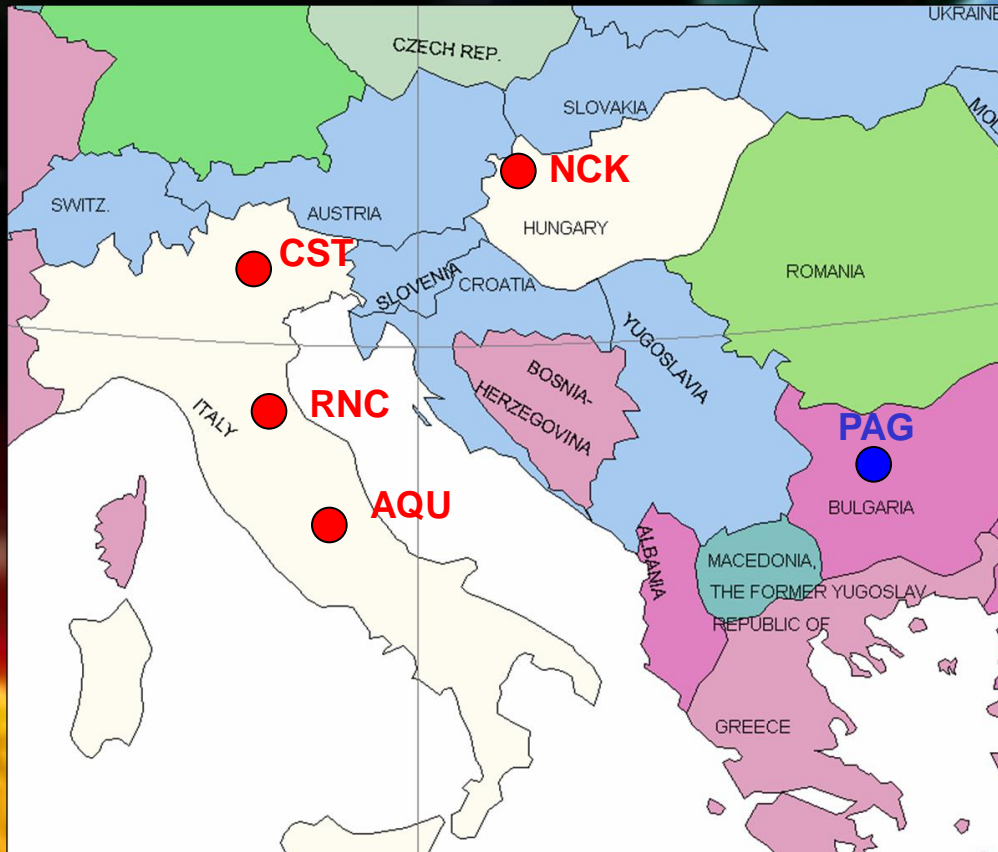 UKRAINE
CZECH REP.
SLOVAKIA
NCK
SWITZ.
AUSTRIA
HUNGARY
CST
SLOVENIA
CROATIA
ROMANIA
YUGOSLAVIA
BOSNIA-
HERZEGOVINA
ITALY
RNC
PAG
AQU
BULGARIA
ALBANIA
MACEDONIA,
THE FORMER YUGOSLAV
REPUBLIC OF
GREECE